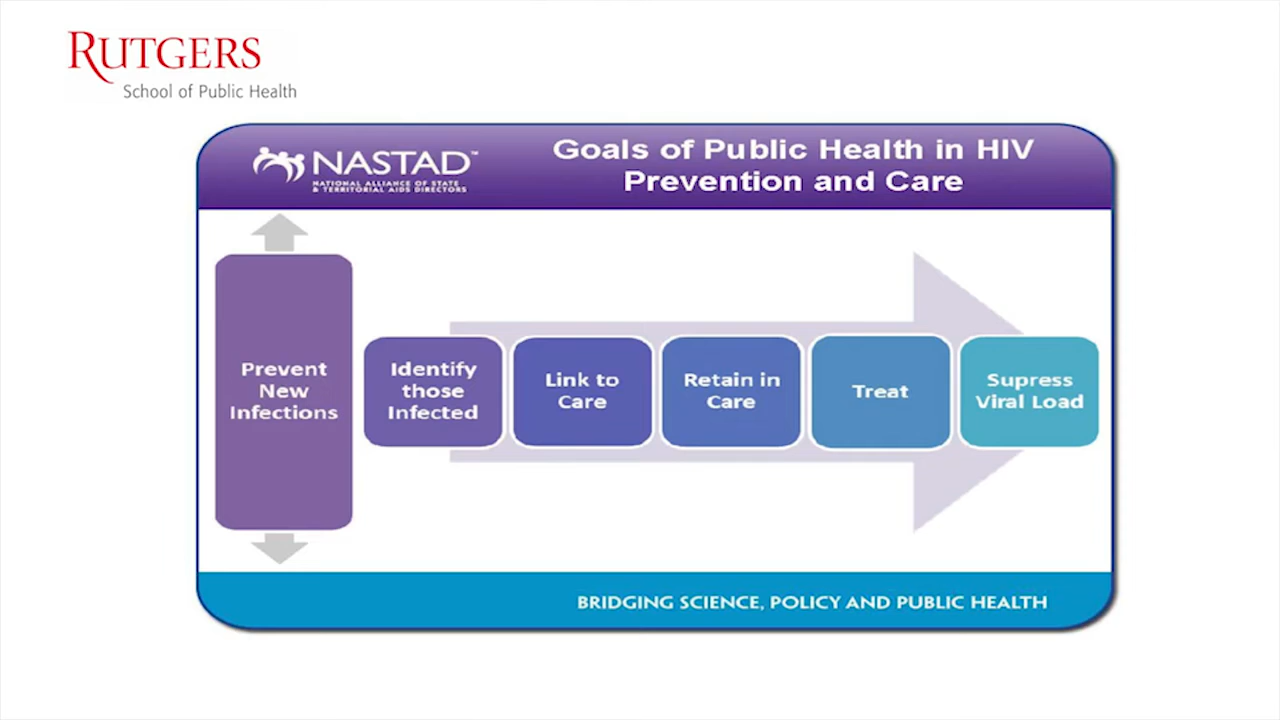 RUTGERS
School of Public Health
NASTAD™
NATIONAL ALLIANCE OF STATE
& TERRITORIAL AIDS DIRECTORS
Goals of Public Health in HIV
Prevention and Care
Prevent
New
Infections
Identify
those
Infected
Link to
Care
Retain in
Care
Treat
Supress
Viral Load
BRIDGING SCIENCE, POLICY AND PUBLIC HEALTH